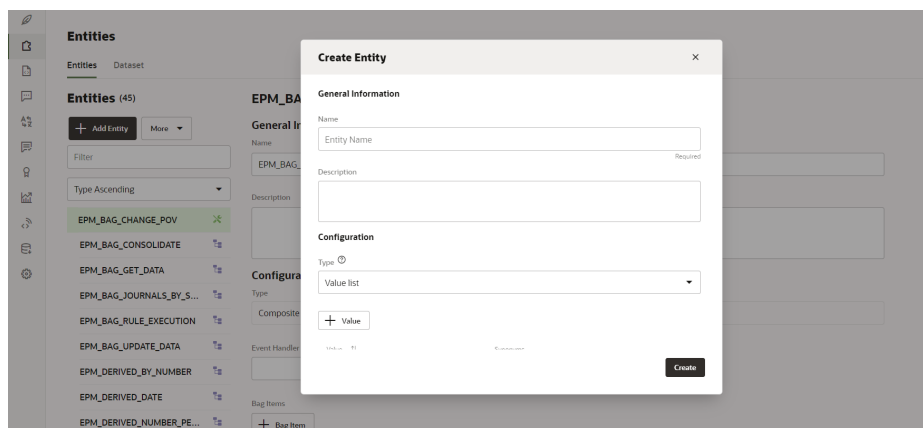 Entities
Entities Dataset
Entities (45)
+ Add Entity More
Filter
Type Ascending
EPM_BAG_CHANGE_POV
EPM_BAG_CONSOLIDATE
EPM_BAG_GET_DATA
EPM_BAG_JOURNALS_BY_S...
EPM_BAG_RULE_EXECUTION
EPM_BAG_UPDATE_DATA
EPM_DERIVED_BY_NUMBER
EPM_DERIVED_DATE
EPM_DERIVED_NUMBER_PE...
EPM_BA
General In
Name
EPM_BAG_
Description
Configura
Type
Composite
Event Handler
Bag Items
+ Bag Item
Create Entity
General Information
Name
Entity Name
Required
Description
Configuration
Type
Value list
+ Value
Create